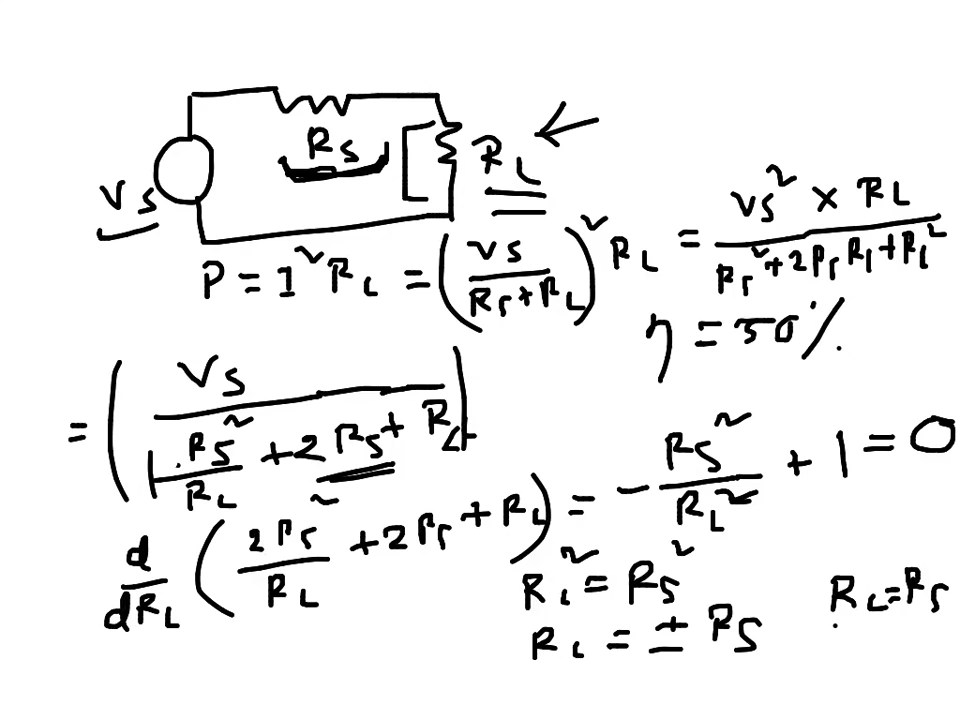 Rs
RL
Vs
P = I²RL = (Vs / (Rs + RL))² RL = Vs² × RL / (Rs² + 2RsRL + RL²)
η = 50%.
= (Vs² / (Rs²/RL + 2Rs + RL))
d/dRL (2Rs/RL + 2Rs + RL) = -Rs²/RL² + 1 = 0
RL² = Rs²
RL = Rs
RL = ± Rs